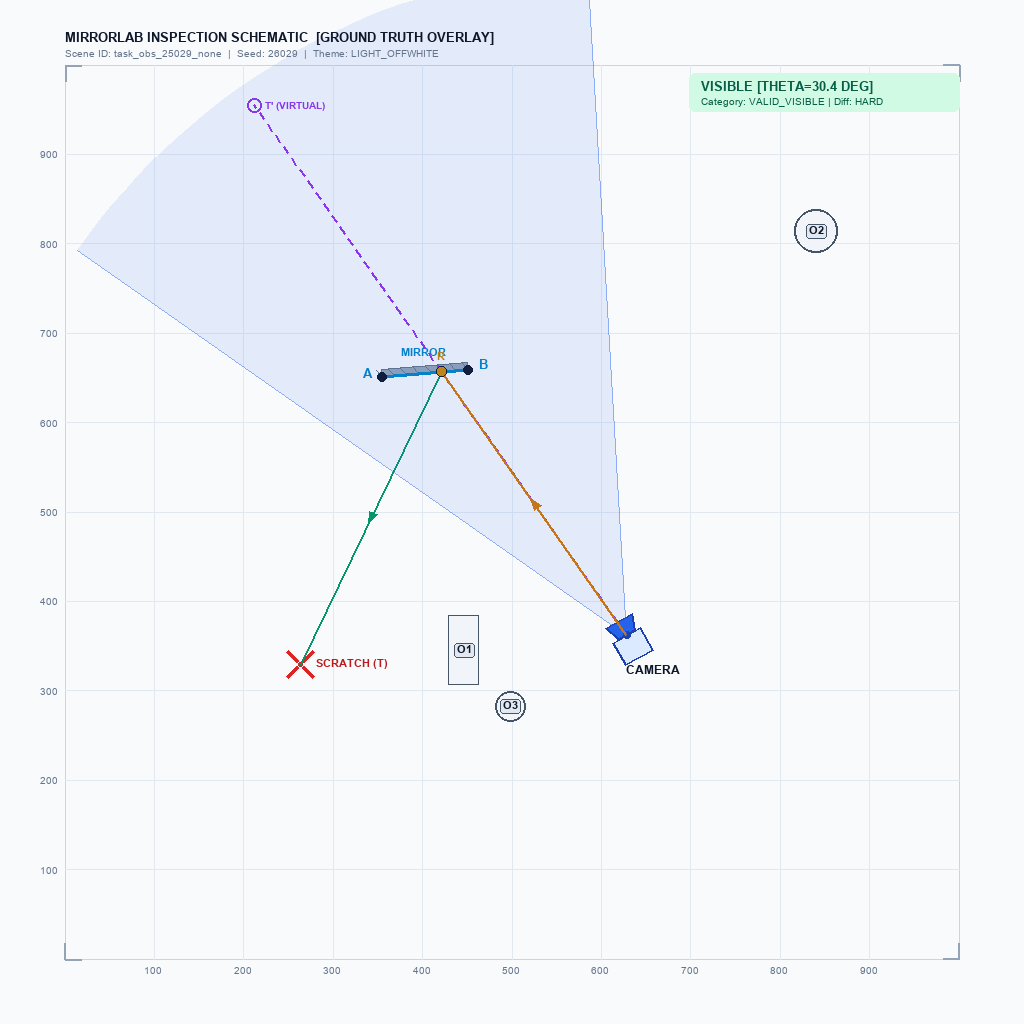 MIRRORLAB INSPECTION SCHEMATIC [GROUND TRUTH OVERLAY]
Scene ID: task_obs_25029_none | Seed: 26029 | Theme: LIGHT_OFFWHITE
VISIBLE [THETA=30.4 DEG]
Category: VALID_VISIBLE | Diff: HARD
T' (VIRTUAL)
900
O2
800
700
MIRROR
R
A
B
600
500
400
O1
SCRATCH (T)
CAMERA
300
O3
200
100
100 200 300 400 500 600 700 800 900